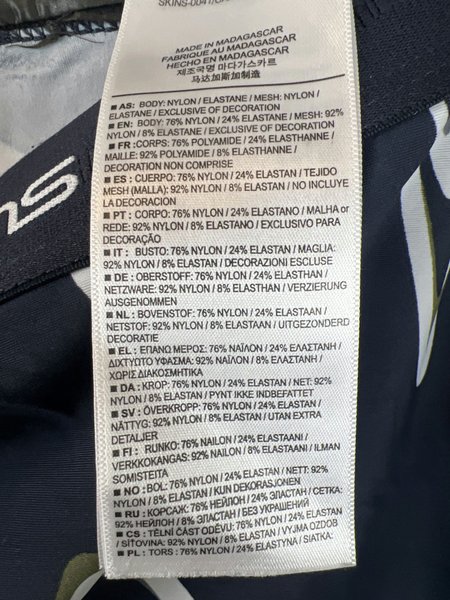 SKINS-0041/
MADE IN MADAGASCAR
FABRIQUE AU MADAGASCAR
HECHO EN MADAGASCAR
제조국명 마다가스카르
马达加斯加制造
■ AS: BODY: NYLON / ELASTANE / MESH: NYLON /
ELASTANE / EXCLUSIVE OF DECORATION
■ EN : BODY: 76% NYLON / 24% ELASTANE / MESH: 92%
NYLON / 8% ELASTANE / EXCLUSIVE OF DECORATION
■ FR : CORPS: 76% POLYAMIDE / 24% ELASTHANNE /
MAILLE: 92% POLYAMIDE / 8% ELASTHANNE /
DECORATION NON COMPRISE
■ ES : CUERPO: 76% NYLON / 24% ELASTAN / TEJIDO
MESH (MALLA): 92% NYLON / 8% ELASTAN / NO INCLUYE
LA DECORACION
■ PT : CORPO: 76% NYLON / 24% ELASTANO / MALHA or
REDE: 92% NYLON / 8% ELASTANO / EXCLUSIVO PARA
DECORAÇÃO
■ IT : BUSTO: 76% NYLON / 24% ELASTAN / MAGLIA:
92% NYLON / 8% ELASTAN / DECORAZIONI ESCLUSE
■ DE : OBERSTOFF: 76% NYLON / 24% ELASTHAN /
NETZWARE: 92% NYLON / 8% ELASTHAN / VERZIERUNG
AUSGENOMMEN
■ NL : BOVENSTOF: 76% NYLON / 24% ELASTAAN /
NETSTOF: 92% NYLON / 8% ELASTAAN / UITGEZONDERD
DECORATIE
■ EL : ΕΠΑΝΩ ΜΕΡΟΣ: 76% ΝΑΪΛΟΝ / 24% ΕΛΑΣΤΑΝΗ /
ΔΙΧΤΥΩΤΟ ΥΦΑΣΜΑ: 92% ΝΑΪΛΟΝ / 8% ΕΛΑΣΤΑΝΗ /
ΧΩΡΙΣ ΔΙΑΚΟΣΜΗΤΙΚΑ
■ DA : KROP: 76% NYLON / 24% ELASTAN / NET: 92%
NYLON / 8% ELASTAN / PYNT IKKE INDBEFATTET
■ SV : ÖVERKROPP: 76% NYLON / 24% ELASTAN /
NÄTTYG: 92% NYLON / 8% ELASTAN / UTAN EXTRA
DETALJER
■ FI : RUNKO: 76% NAILON / 24% ELASTAANI /
VERKKOKANGAS: 92% NAILON / 8% ELASTAANI / ILMAN
SOMISTEITA
■ NO : BOL: 76% NYLON / 24% ELASTAN / NETT: 92%
NYLON / 8% ELASTAN / KUN DEKORASJONEN
■ RU : КОРСАЖ: 76% НЕЙЛОН / 24% ЭЛАСТАН / СЕТКА:
92% НЕЙЛОН / 8% ЭЛАСТАН / БЕЗ УКРАШЕНИЙ
■ CS : TĚLNÍ ČÁST ODĚVU: 76% NYLON / 24% ELASTAN
/ SÍŤOVINA: 92% NYLON / 8% ELASTAN / VYJMA OZDOB
■ PL : TORS : 76% NYLON / 24% ELASTYNA / SIATKA: